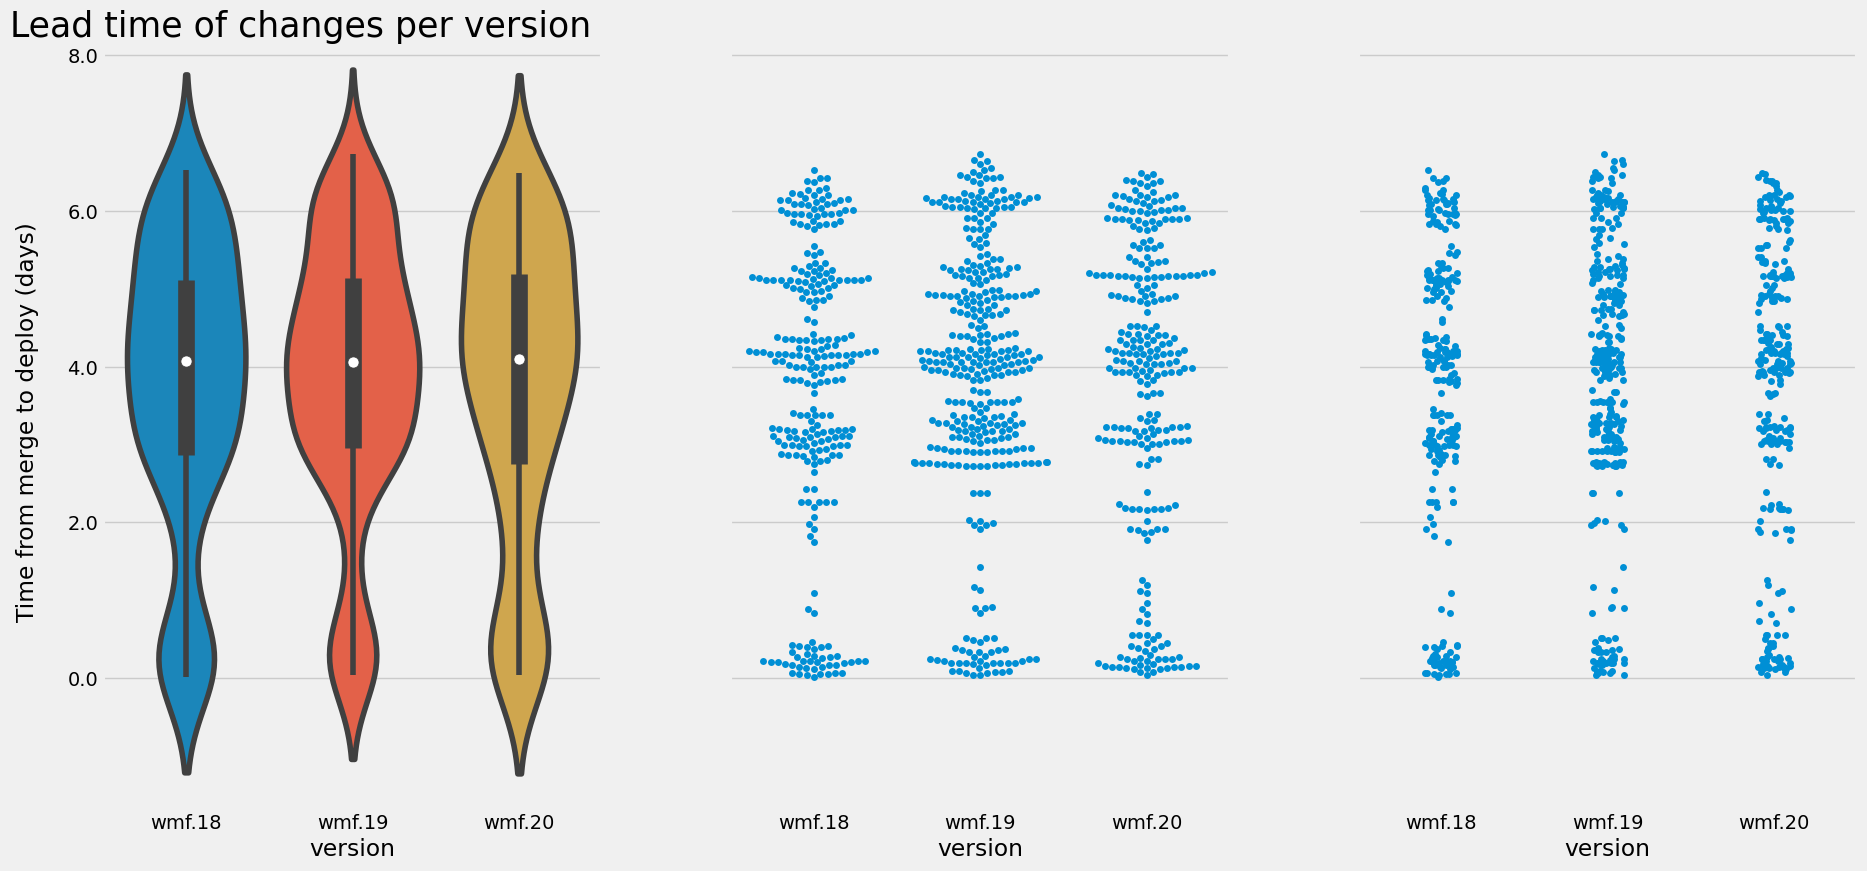 Lead time of changes per version
Time from merge to deploy (days)
8.0
6.0
4.0
2.0
0.0
wmf.18 wmf.19 wmf.20
version
wmf.18 wmf.19 wmf.20
version
wmf.18 wmf.19 wmf.20
version